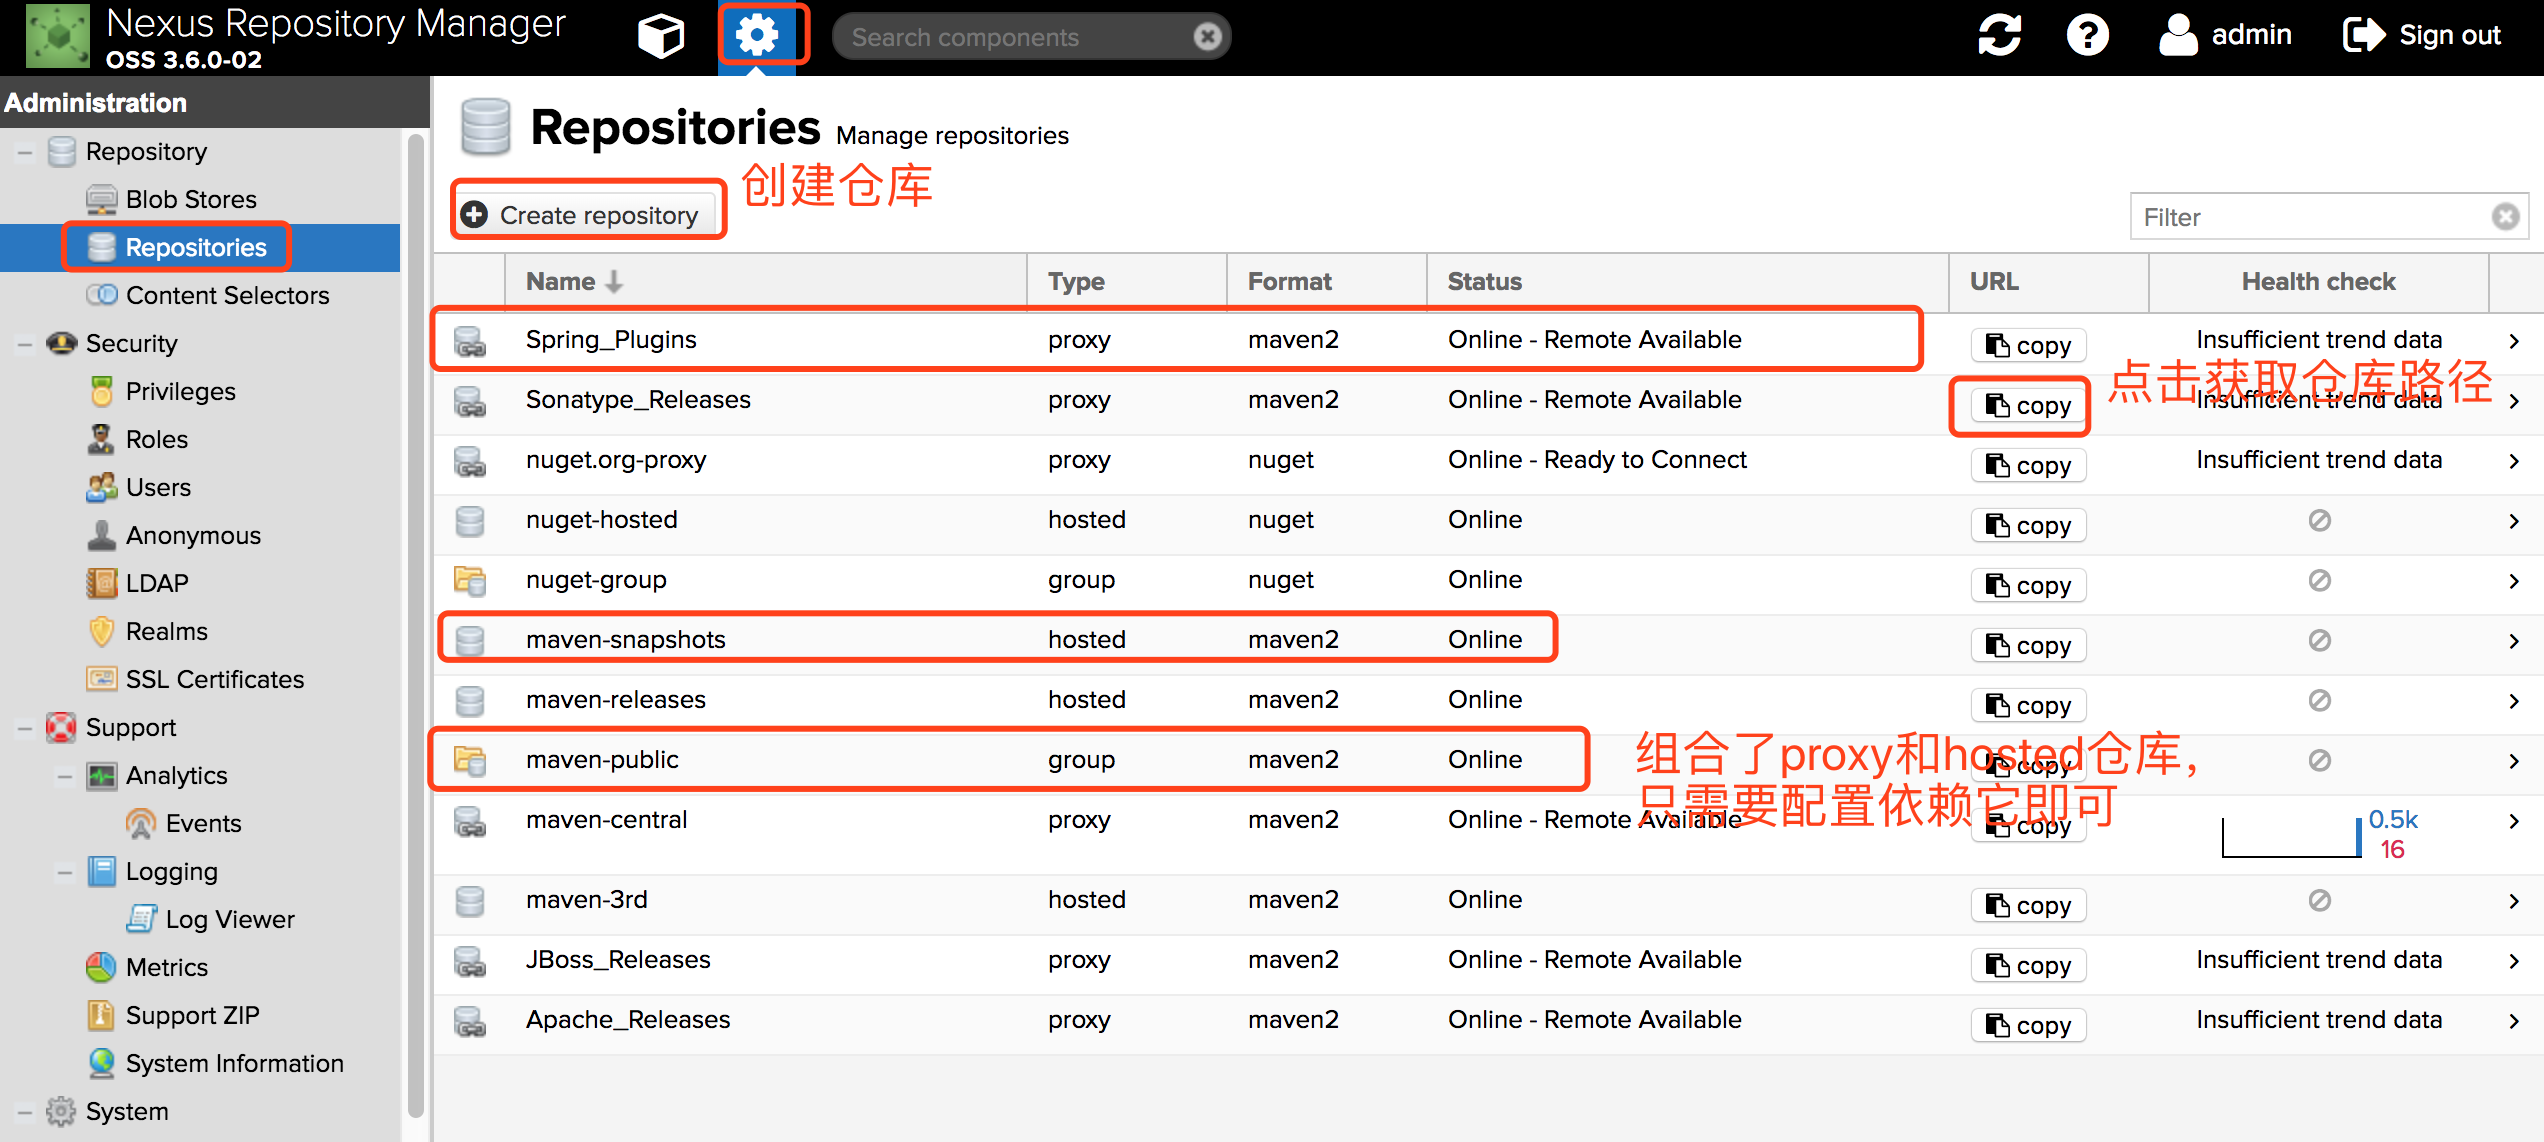 Nexus Repository Manager
OSS 3.6.0-02
Search components
admin
Sign out
Administration
Repository
Blob Stores
Repositories
Content Selectors
Security
Privileges
Roles
Users
Anonymous
LDAP
Realms
SSL Certificates
Support
Analytics
Events
Logging
Log Viewer
Metrics
Support ZIP
System Information
System
Repositories Manage repositories
创建仓库
Create repository
Filter
Name Type Format Status URL Health check
Spring_Plugins proxy maven2 Online - Remote Available copy Insufficient trend data
点击获取仓库路径
Sonatype_Releases proxy maven2 Online - Remote Available copy Insufficient trend data
nuget.org-proxy proxy nuget Online - Ready to Connect copy Insufficient trend data
nuget-hosted hosted nuget Online copy
nuget-group group nuget Online copy
maven-snapshots hosted maven2 Online copy
maven-releases hosted maven2 Online copy
maven-public group maven2 Online copy
组合了proxy和hosted仓库,
只需要配置依赖它即可
maven-central proxy maven2 Online - Remote Available copy 0.5k
16
maven-3rd hosted maven2 Online copy
JBoss_Releases proxy maven2 Online - Remote Available copy Insufficient trend data
Apache_Releases proxy maven2 Online - Remote Available copy Insufficient trend data